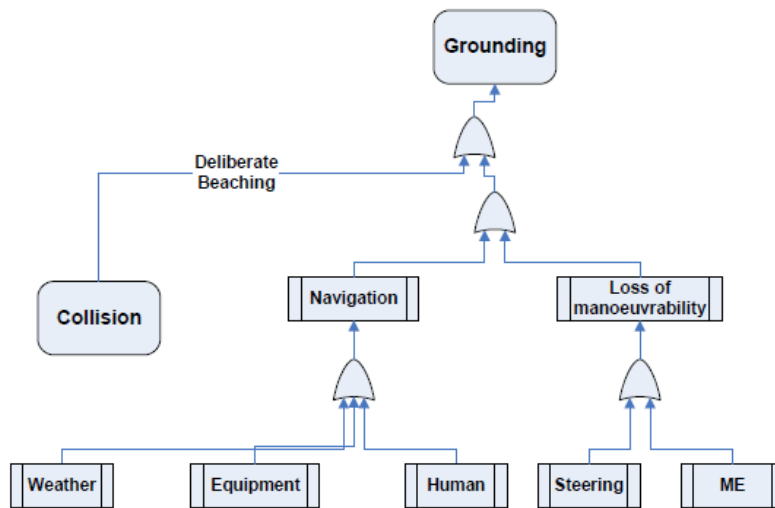 Grounding
Deliberate
Beaching
Navigation
Loss of
manoeuvrability
Collision
Weather
Equipment
Human
Steering
ME